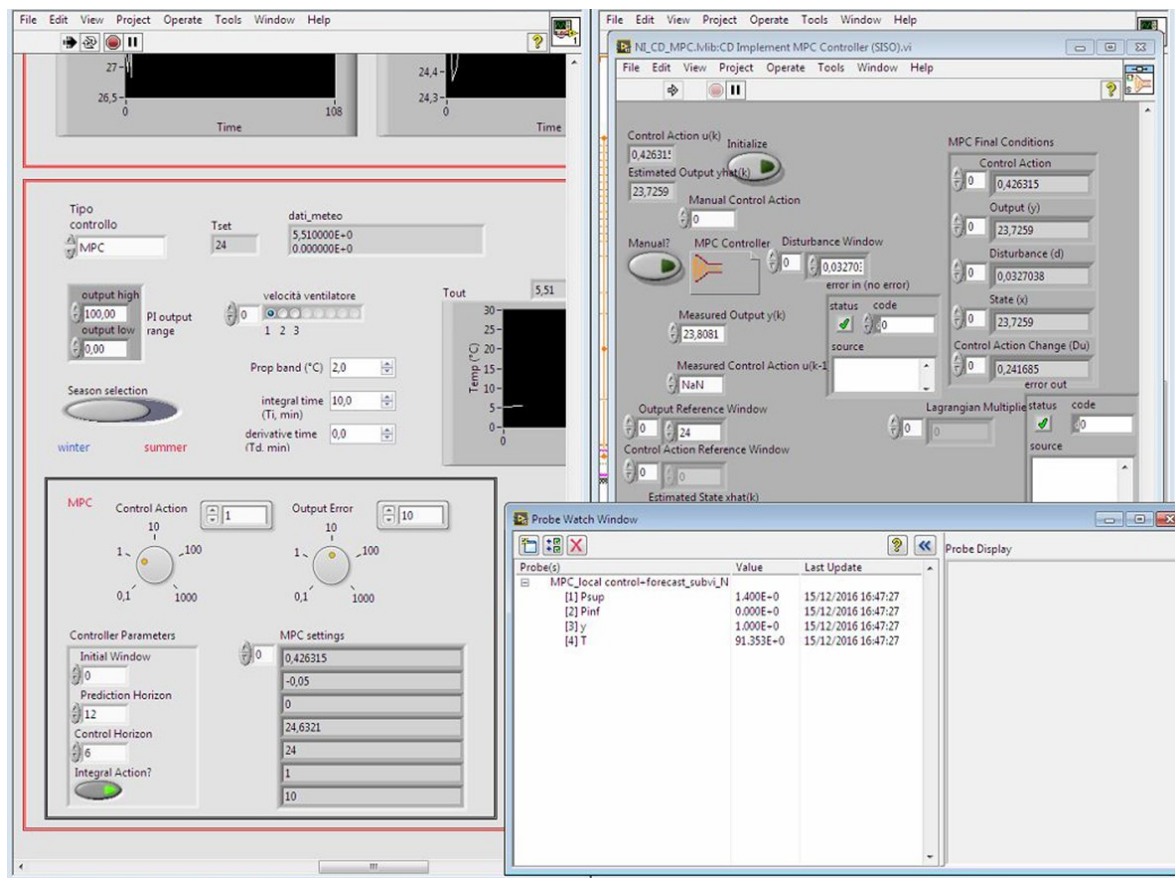 File Edit View Project Operate Tools Window Help
27
26,5
0
108
Time
24,4
24,3
0
Time
Tipo
controllo
MPC
Tset
24
dati_meteo
5,510000E+0
0.000000E+0
output high
100,00
output low
0,00
PI output
range
0
velocità ventilatore
1 2 3
Tout
5,51
30
25
20
15
10
5
0
Temp (°C)
0
Prop band (°C) 2,0
integral time
(Ti, min)
10,0
derivative time
(Td. min)
0,0
Season selection
winter
summer
MPC
Control Action
1
10
1
100
0,1
1000
Output Error
10
10
1
100
0,1
1000
Controller Parameters
Initial Window
0
Prediction Horizon
12
Control Horizon
6
Integral Action?
MPC settings
0
0,426315
-0,05
0
24,6321
24
1
10
File Edit View Project Operate Tools Window Help
NI_CD_MPC.lvlib:CD Implement MPC Controller (SISO).vi
File Edit View Project Operate Tools Window Help
Control Action u(k)
Initialize
Estimated Output yhat(k)
23,7259
Manual Control Action
0
Manual?
MPC Controller
Disturbance Window
0
error in (no error)
status code
0
source
Measured Output y(k)
23,8081
Measured Control Action u(k-1
NaN
Output Reference Window
0
24
Control Action Reference Window
0
0
Estimated State xhat(k)
MPC Final Conditions
Control Action
0
0,426315
Output (y)
0
23,7259
Disturbance (d)
0
0,0327038
State (x)
0
23,7259
Control Action Change (Du)
0
0,241685
Lagrangian Multiplie
0
0
error out
status code
0
source
Probe Watch Window
Probe(s) Value Last Update
MPC_local control+forecast_subvi_N
[1] Psup 1.400E+0 15/12/2016 16:47:27
[2] Pinf 0.000E+0 15/12/2016 16:47:27
[3] y 1.000E+0 15/12/2016 16:47:27
[4] T 91.353E+0 15/12/2016 16:47:27
Probe Display